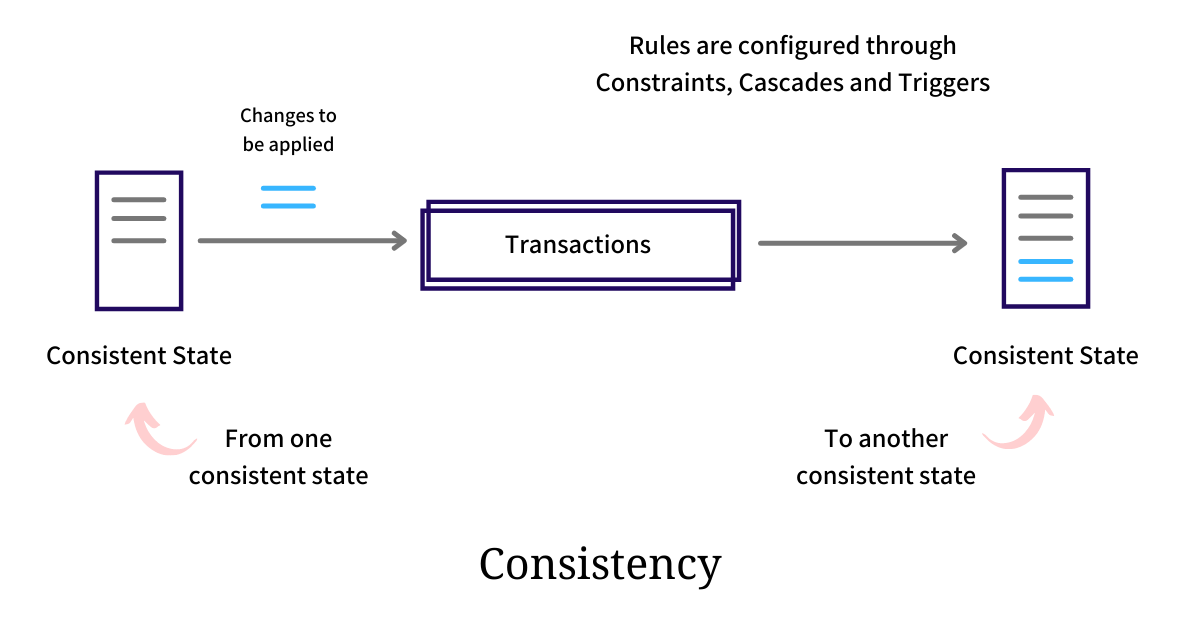 Rules are configured through
Constraints, Cascades and Triggers
Changes to
be applied
Transactions
Consistent State
Consistent State
From one
consistent state
To another
consistent state
Consistency